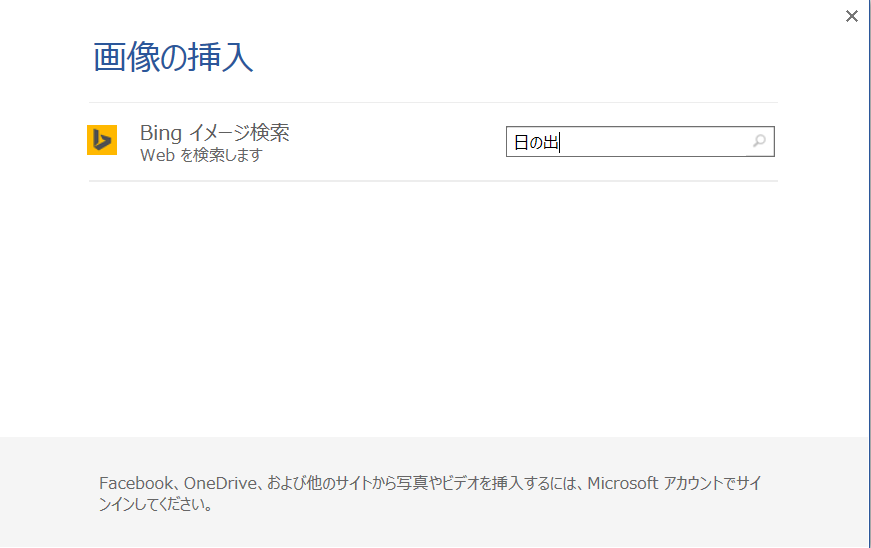 画像の挿入
Bing イメージ検索
Web を検索します
日の出
Facebook、OneDrive、および他のサイトから写真やビデオを挿入するには、Microsoft アカウントでサイ
ンインしてください。